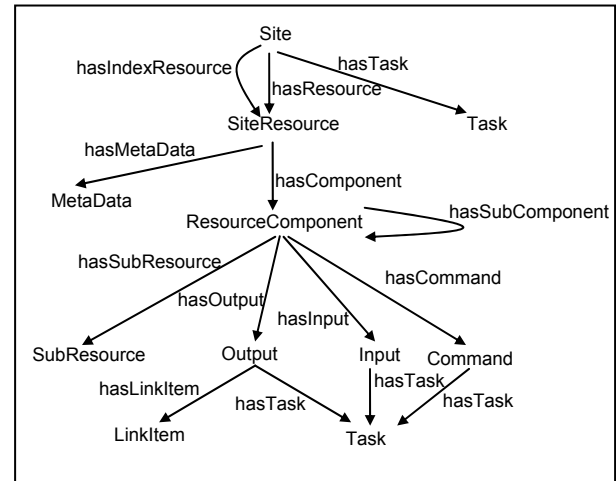 Site
hasIndexResource
hasTask
hasResource
SiteResource
Task
hasMetaData
hasComponent
MetaData
ResourceComponent
hasSubComponent
hasSubResource
hasCommand
hasOutput
hasInput
SubResource
Output
Input
Command
hasLinkItem
hasTask
hasTask
hasTask
LinkItem
Task